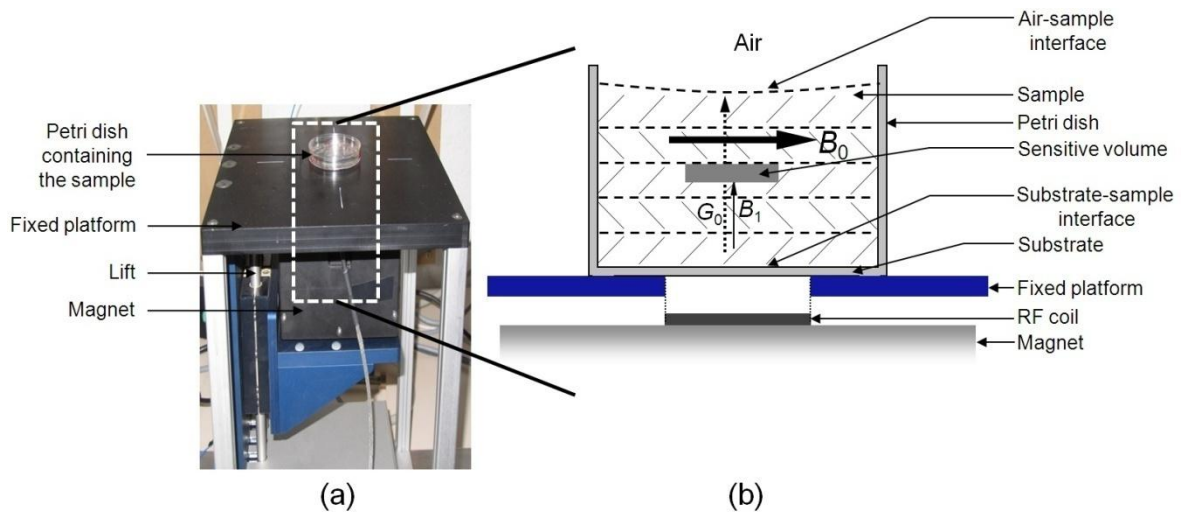 Petri dish
containing
the sample
Fixed platform
Lift
Magnet
(a)
Air
Air-sample
interface
Sample
Petri dish
Sensitive volume
Substrate-sample
interface
Substrate
Fixed platform
RF coil
Magnet
B₀
G₀
B₁
(b)